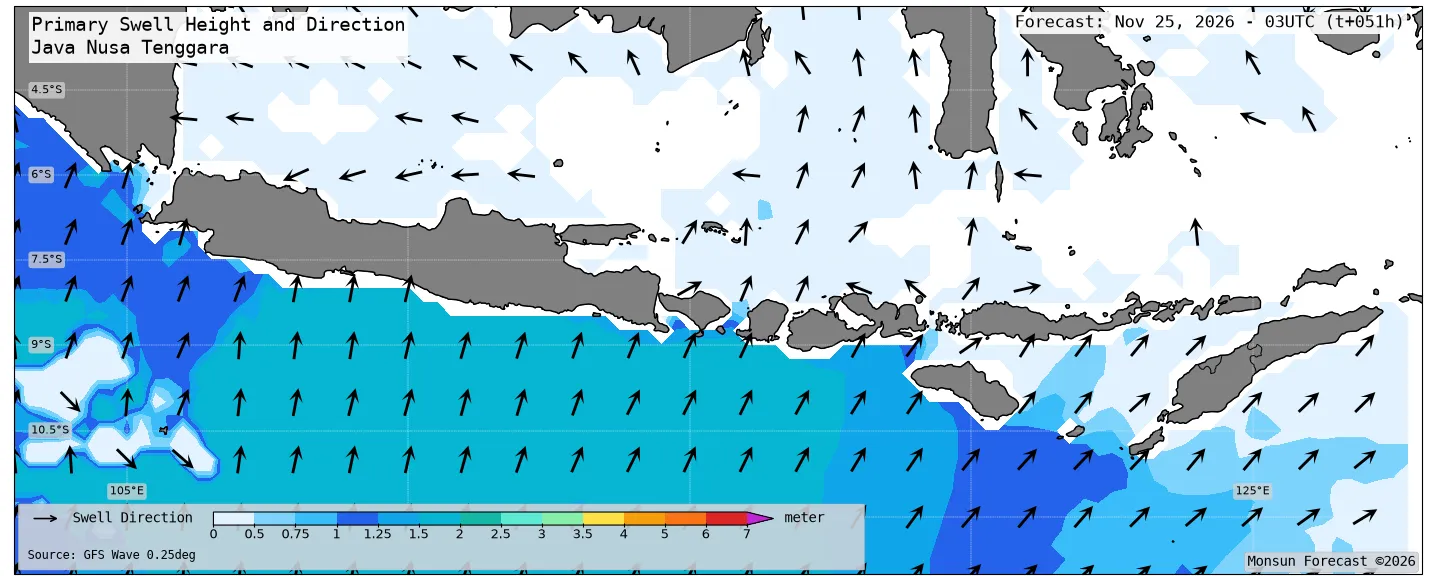 Primary Swell Height and Direction
Java Nusa Tenggara
Forecast: Nov 25, 2026 - 03UTC (t+051h)
4.5°S
6°S
7.5°S
9°S
10.5°S
105°E
125°E
Swell Direction
0 0.5 0.75 1 1.25 1.5 2 2.5 3 3.5 4 5 6 7
meter
Source: GFS Wave 0.25deg
Monsun Forecast ©2026